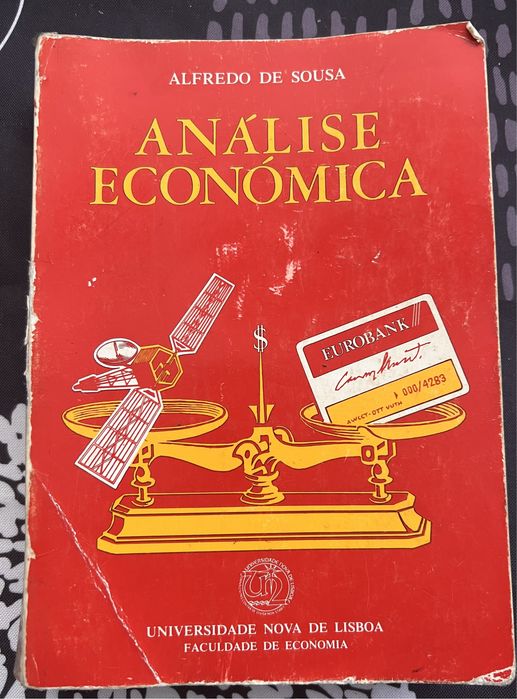 ALFREDO DE SOUSA
ANÁLISE
ECONÓMICA
$
EUROBANK
000/4283
UNIVERSIDADE NOVA DE LISBOA
FACULDADE DE ECONOMIA